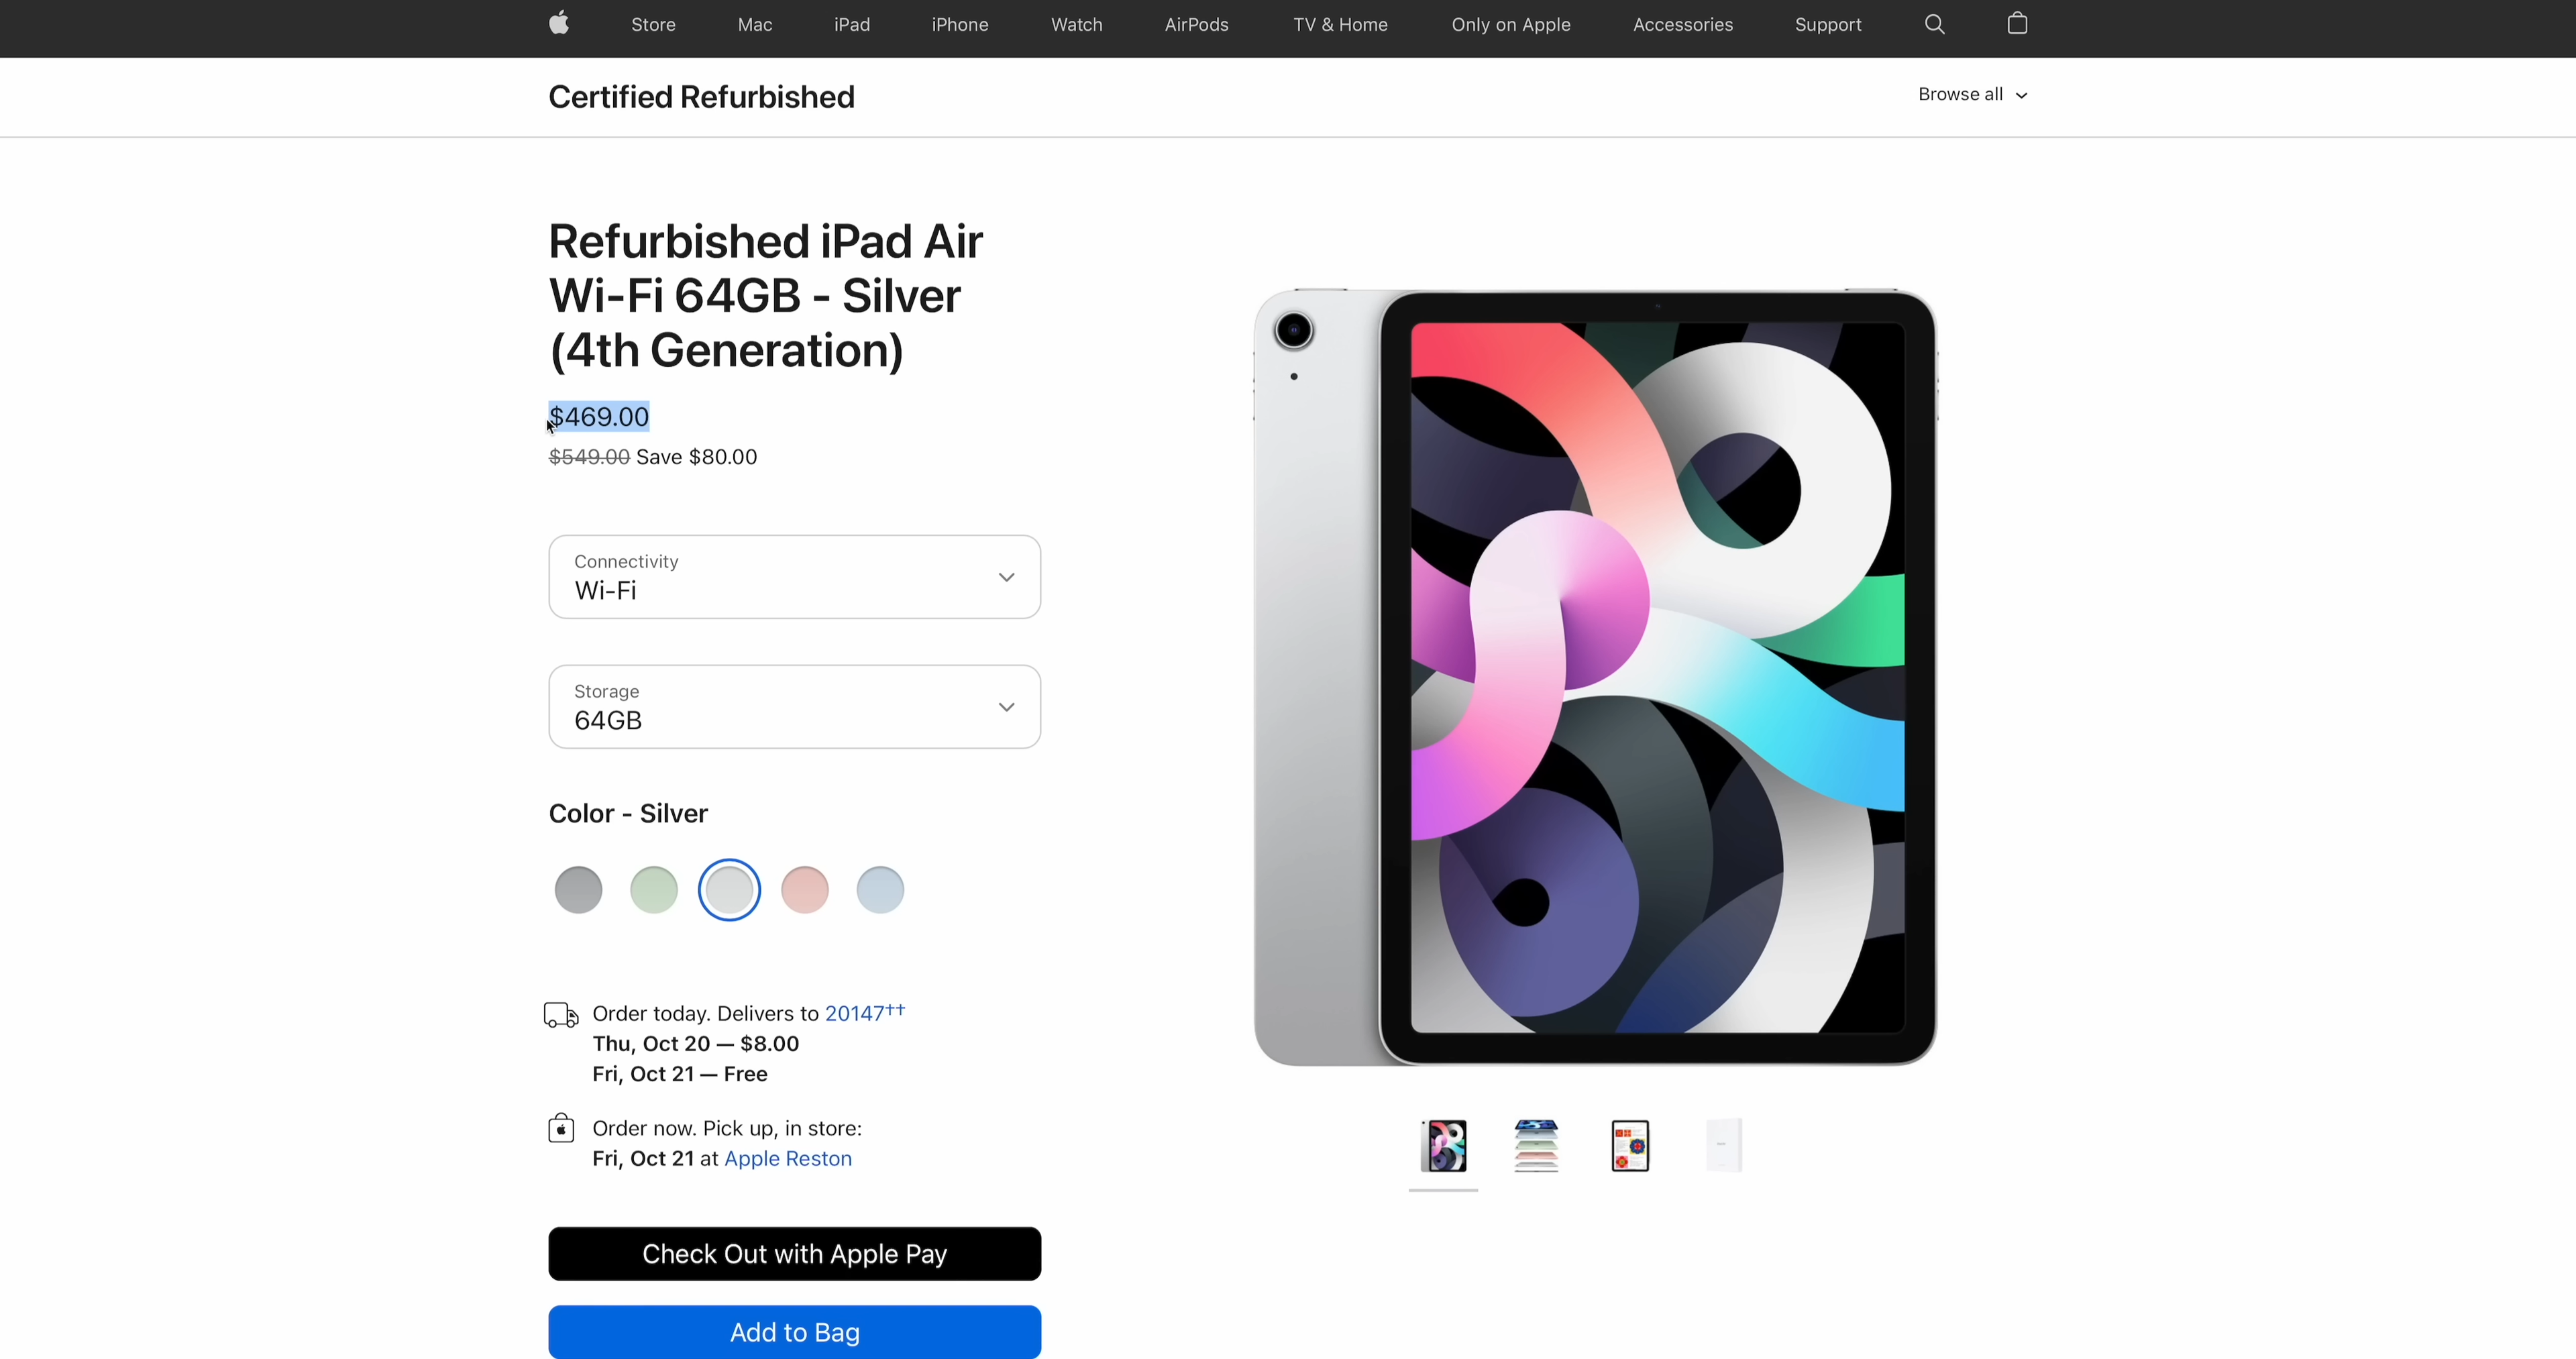 Store Mac iPad iPhone Watch AirPods TV & Home Only on Apple Accessories Support
Certified Refurbished
Browse all
Refurbished iPad Air
Wi-Fi 64GB - Silver
(4th Generation)
$469.00
$549.00 Save $80.00
Connectivity
Wi-Fi
Storage
64GB
Color - Silver
Order today. Delivers to 20147††
Thu, Oct 20 — $8.00
Fri, Oct 21 — Free
Order now. Pick up, in store:
Fri, Oct 21 at Apple Reston
Check Out with Apple Pay
Add to Bag